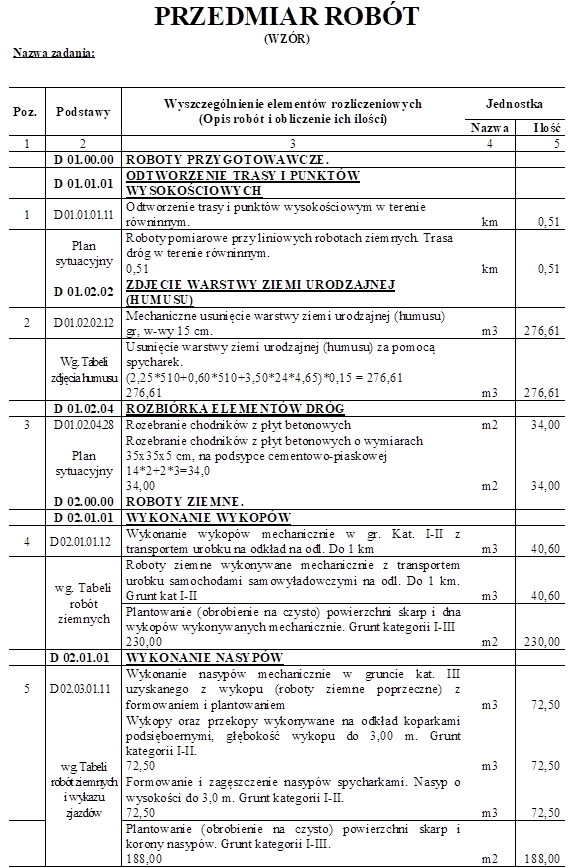 PRZEDMIAR ROBÓT
(WZÓR)
Nazwa zadania:
Poz. Podstawy Wyszczególnienie elementów rozliczeniowych (Opis robót i obliczenie ich ilości) Jednostka
Nazwa Ilość
1 2 3 4 5
D 01.00.00 ROBOTY PRZYGOTOWAWCZE.
D 01.01.01 ODTWORZENIE TRASY I PUNKTÓW
WYSOKOŚCIOWYCH
1 D01.01.01.11 Odtworzenie trasy i punktów wysokościowym w terenie
równinnym. km 0,51
Plan sytuacyjny Roboty pomiarowe przy liniowych robotach ziemnych. Trasa
dróg w terenie równinnym.
0,51 km 0,51
D 01.02.02 ZDJECIE WARSTWY ZIEMI URODZAJNEJ
(HUMUSU)
2 D01.02.02.12 Mechaniczne usunięcie warstwy ziemi urodzajnej (humusu)
gr, w-wy 15 cm. m3 276,61
Wg. Tabeli zdjęcia humusu Usunięcie warstwy ziemi urodzajnej (humusu) za pomocą
spycharek.
(2,25*510+0,60*510+3,50*24*4,65)*0,15 = 276,61
276,61 m3 276,61
D 01.02.04 ROZBIÓRKA ELEMENTÓW DRÓG
3 D01.02.04.28 Rozebranie chodników z płyt betonowych m2 34,00
Plan sytuacyjny Rozebranie chodników z płyt betonowych o wymiarach
35x35x5 cm, na podsypce cementowo-piaskowej
14*2+2*3=34,0
34,00 m2 34,00
D 02.00.00 ROBOTY ZIEMNE.
D 02.01.01 WYKONANIE WYKOPÓW
4 D02.01.01.12 Wykonanie wykopów mechanicznie w gr. Kat. I-II z
transportem urobku na odkład na odl. Do 1 km m3 40,60
wg. Tabeli robót ziemnych Roboty ziemne wykonywane mechanicznie z transportem
urobku samochodami samowyładowczymi na odl. Do 1 km.
Grunt kat I-II m3 40,60
Plantowanie (obrobienie na czysto) powierzchni skarp i dna
wykopów wykonywanych mechanicznie. Grunt kategorii I-III
230,00 m2 230,00
D 02.01.01 WYKONANIE NASYPÓW
5 D02.03.01.11 Wykonanie nasypów mechanicznie w gruncie kat. III
uzyskanego z wykopu (roboty ziemne poprzeczne) z
formowaniem i plantowaniem m3 72,50
wg. Tabeli robót ziemnych i wykazu zjazdów Wykopy oraz przekopy wykonywane na odkład koparkami
podsięboernymi, głębokość wykopu do 3,00 m. Grunt
kategorii I-II.
72,50 m3 72,50
Formowanie i zagęszczenie nasypów spycharkami. Nasyp o
wysokości do 3,0 m. Grunt kategorii I-II.
72,50 m3 72,50
Plantowanie (obrobienie na czysto) powierzchni skarp i
korony nasypów. Grunt kategorii I-III.
188,00 m2 188,00